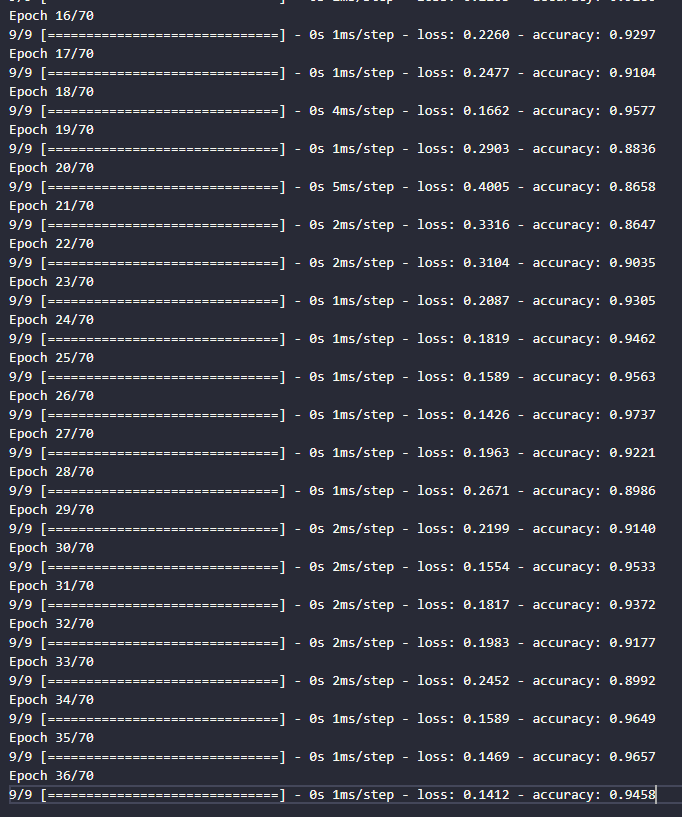 Epoch 16/70
9/9 [==============================] - 0s 1ms/step - loss: 0.2260 - accuracy: 0.9297
Epoch 17/70
9/9 [==============================] - 0s 1ms/step - loss: 0.2477 - accuracy: 0.9104
Epoch 18/70
9/9 [==============================] - 0s 4ms/step - loss: 0.1662 - accuracy: 0.9577
Epoch 19/70
9/9 [==============================] - 0s 1ms/step - loss: 0.2903 - accuracy: 0.8836
Epoch 20/70
9/9 [==============================] - 0s 5ms/step - loss: 0.4005 - accuracy: 0.8658
Epoch 21/70
9/9 [==============================] - 0s 2ms/step - loss: 0.3316 - accuracy: 0.8647
Epoch 22/70
9/9 [==============================] - 0s 2ms/step - loss: 0.3104 - accuracy: 0.9035
Epoch 23/70
9/9 [==============================] - 0s 1ms/step - loss: 0.2087 - accuracy: 0.9305
Epoch 24/70
9/9 [==============================] - 0s 1ms/step - loss: 0.1819 - accuracy: 0.9462
Epoch 25/70
9/9 [==============================] - 0s 1ms/step - loss: 0.1589 - accuracy: 0.9563
Epoch 26/70
9/9 [==============================] - 0s 1ms/step - loss: 0.1426 - accuracy: 0.9737
Epoch 27/70
9/9 [==============================] - 0s 1ms/step - loss: 0.1963 - accuracy: 0.9221
Epoch 28/70
9/9 [==============================] - 0s 1ms/step - loss: 0.2671 - accuracy: 0.8986
Epoch 29/70
9/9 [==============================] - 0s 2ms/step - loss: 0.2199 - accuracy: 0.9140
Epoch 30/70
9/9 [==============================] - 0s 2ms/step - loss: 0.1554 - accuracy: 0.9533
Epoch 31/70
9/9 [==============================] - 0s 2ms/step - loss: 0.1817 - accuracy: 0.9372
Epoch 32/70
9/9 [==============================] - 0s 2ms/step - loss: 0.1983 - accuracy: 0.9177
Epoch 33/70
9/9 [==============================] - 0s 2ms/step - loss: 0.2452 - accuracy: 0.8992
Epoch 34/70
9/9 [==============================] - 0s 1ms/step - loss: 0.1589 - accuracy: 0.9649
Epoch 35/70
9/9 [==============================] - 0s 1ms/step - loss: 0.1469 - accuracy: 0.9657
Epoch 36/70
9/9 [==============================] - 0s 1ms/step - loss: 0.1412 - accuracy: 0.9458